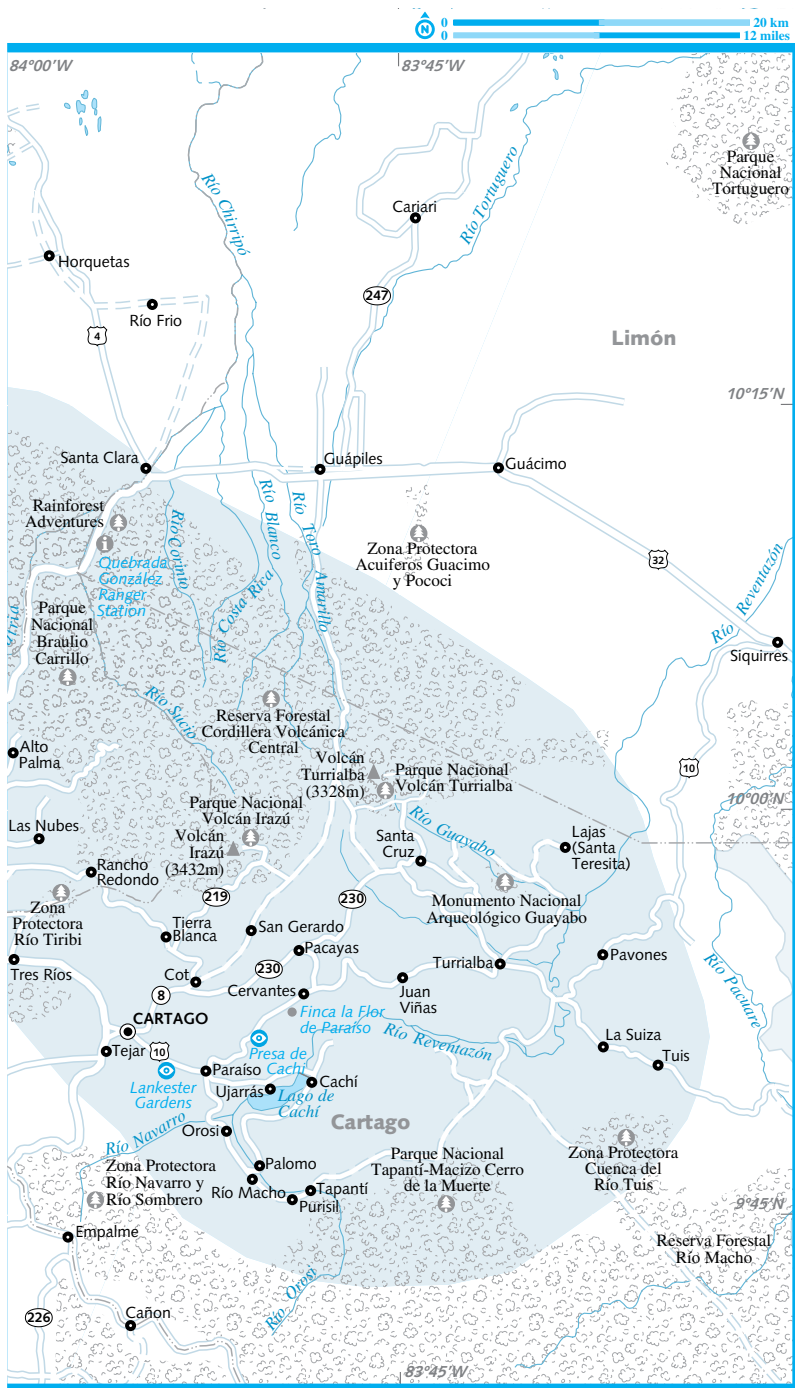 N
0 20 km
0 12 miles
84°00’W
83°45’W
Parque
Nacional
Tortuguero
Río Chirripó
Río Tortuguero
Cariari
Horquetas
247
Río Frio
4
Limón
10°15’N
Santa Clara
Guápiles
Guácimo
Rainforest
Adventures
Río Corinto
Río Blanco
Río Toro Amarillo
Zona Protectora
Acuiferos Guacimo
y Pococi
32
Quebrada
González
Ranger
Station
Río Costa Rica
Río Reventazón
Parque
Nacional
Braulio
Carrillo
Siquirres
Río Sucio
Reserva Forestal
Cordillera Volcánica
Central
Alto
Palma
Volcán
Turrialba
(3328m)
Parque Nacional
Volcán Turrialba
10
10°00’N
Parque Nacional
Volcán Irazú
Volcán
Irazú
(3432m)
Río Guayabo
Las Nubes
Santa
Cruz
Lajas
(Santa
Teresita)
Rancho
Redondo
219
230
Monumento Nacional
Arqueológico Guayabo
Zona
Protectora
Río Tiribi
Tierra
Blanca
San Gerardo
Pacayas
Pavones
Tres Ríos
230
Turrialba
Río Pacuare
Cot
8
Cervantes
Juan
Viñas
CARTAGO
Finca la Flor
de Paraíso
Río Reventazón
La Suiza
Tejar
10
Presa de
Cachí
Tuis
Lankester
Gardens
Paraíso
Ujarrás
Cachí
Lago de
Cachí
Cartago
Río Navarro
Orosi
Zona Protectora
Río Navarro y
Río Sombrero
Palomo
Parque Nacional
Tapantí-Macizo Cerro
de la Muerte
Zona Protectora
Cuenca del
Río Tuis
Río Macho
Tapantí
Purisil
9°45’N
Empalme
Reserva Forestal
Río Macho
Río Orosi
226
Cañon
83°45’W